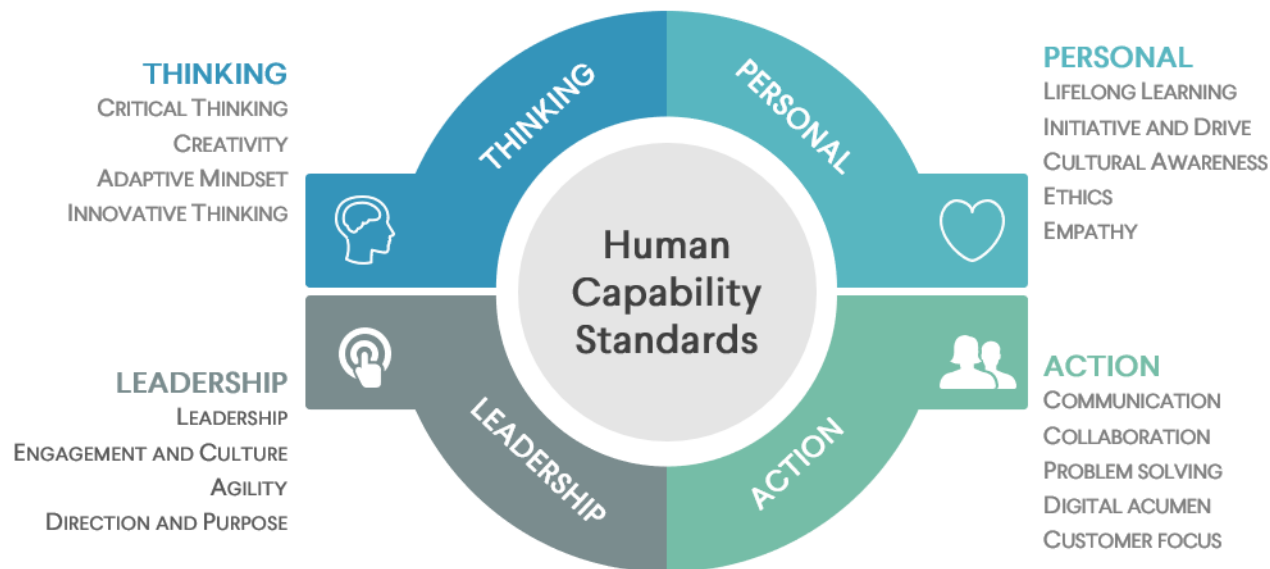 THINKING
CRITICAL THINKING
CREATIVITY
ADAPTIVE MINDSET
INNOVATIVE THINKING
THINKING
PERSONAL
PERSONAL
LIFELONG LEARNING
INITIATIVE AND DRIVE
CULTURAL AWARENESS
ETHICS
EMPATHY
Human
Capability
Standards
LEADERSHIP
LEADERSHIP
ENGAGEMENT AND CULTURE
AGILITY
DIRECTION AND PURPOSE
LEADERSHIP
ACTION
ACTION
COMMUNICATION
COLLABORATION
PROBLEM SOLVING
DIGITAL ACUMEN
CUSTOMER FOCUS